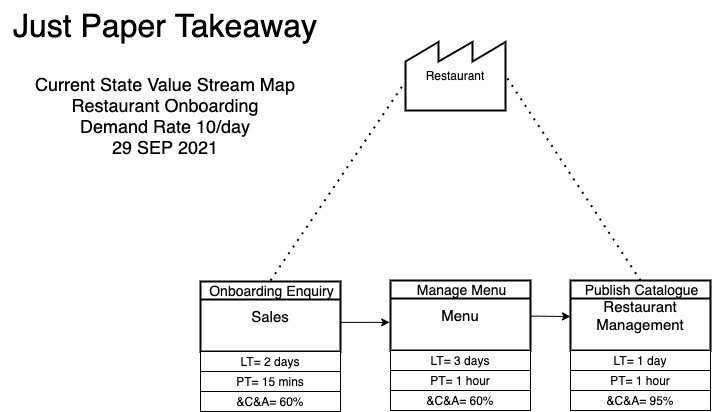 Just Paper Takeaway
Current State Value Stream Map
Restaurant Onboarding
Demand Rate 10/day
29 SEP 2021
Restaurant
Onboarding Enquiry
Sales
LT= 2 days
PT= 15 mins
&C&A= 60%
Manage Menu
Menu
LT= 3 days
PT= 1 hour
&C&A= 60%
Publish Catalogue
Restaurant
Management
LT= 1 day
PT= 1 hour
&C&A= 95%